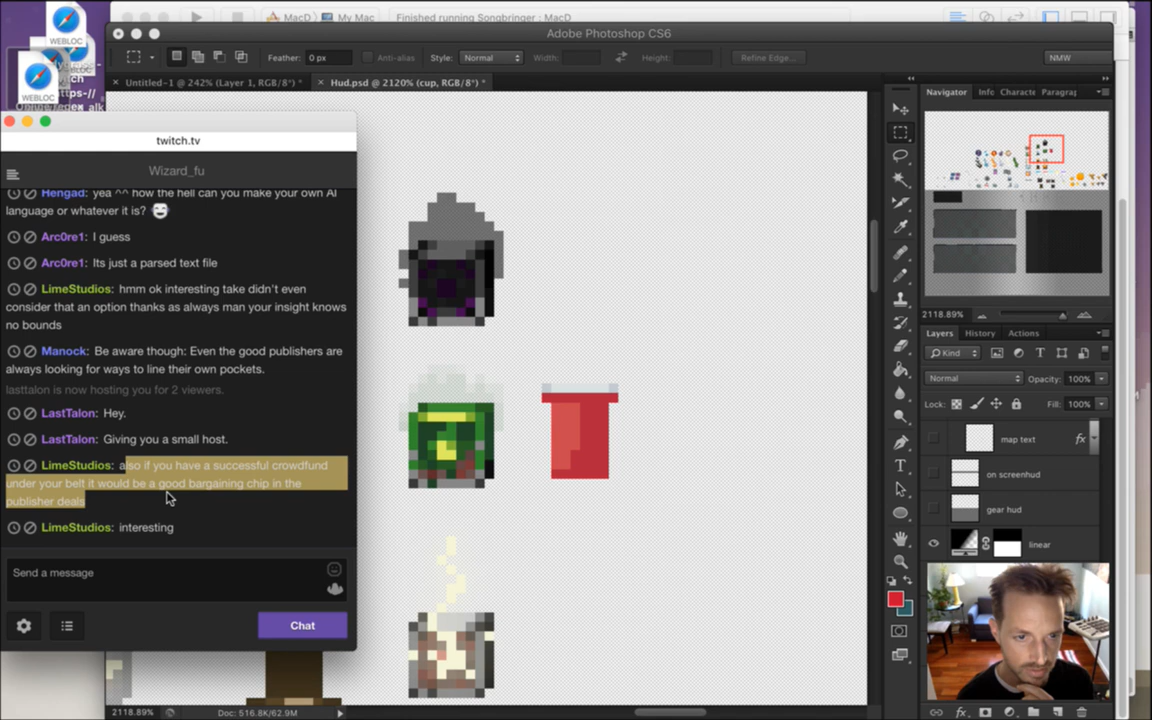 MacD
My Mac
Finished running Songbringer : MacD
WEBLOC
WEBLOC
Adobe Photoshop CS6
Feather: 0 px
Anti-alias
Style: Normal
Width:
Height:
Refine Edge...
NMW
Untitled-1 @ 242% (Layer 1, RGB/8*) *
Hud.psd @ 2120% (cup, RGB/8*) *
twitch.tv
Wizard_fu
Hengad: yea ^^ how the hell can you make your own AI
language or whatever it is?
Arc0re1: I guess
Arc0re1: Its just a parsed text file
LimeStudios: hmm ok interesting take didn't even
consider that an option thanks as always man your insight knows
no bounds
Manock: Be aware though: Even the good publishers are
always looking for ways to line their own pockets.
lasttalon is now hosting you for 2 viewers.
LastTalon: Hey.
LastTalon: Giving you a small host.
LimeStudios: also if you have a successful crowdfund
under your belt it would be a good bargaining chip in the
publisher deals
LimeStudios: interesting
Send a message
Chat
Navigator
Info
Characte
Paragrap
2118.89%
Layers
History
Actions
Kind
Normal
Opacity: 100%
Lock:
Fill: 100%
map text
fx
on screenhud
gear hud
linear
2118.89%
Doc: 516.8K/62.9M
fx